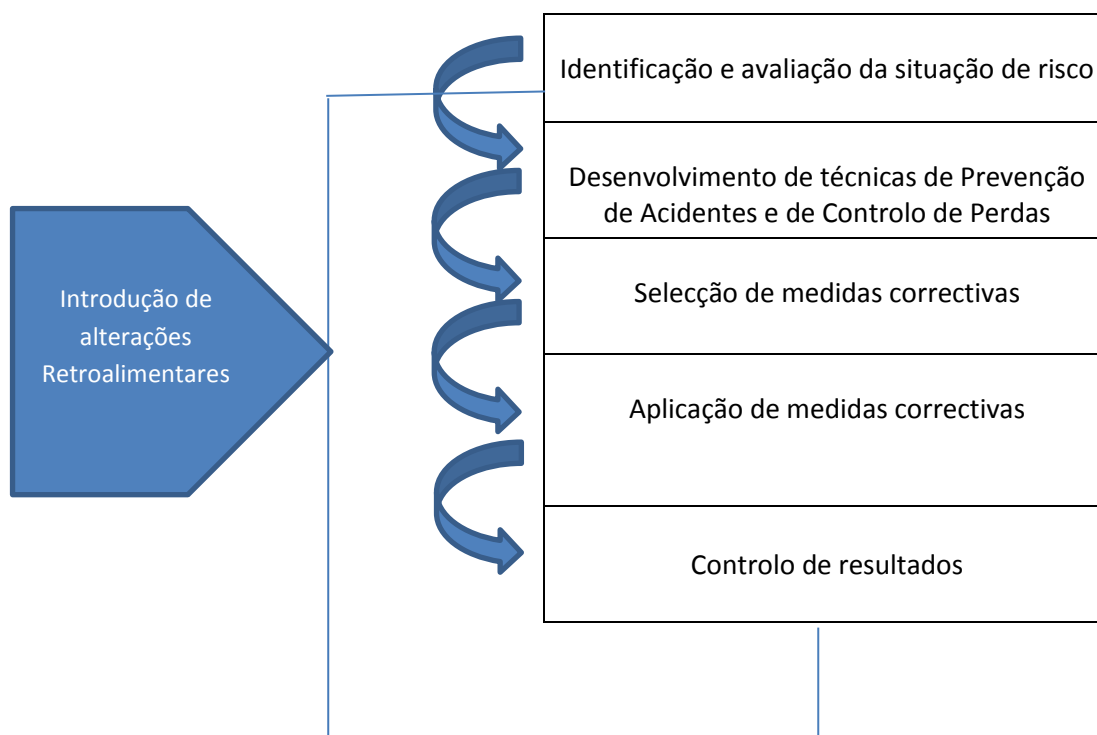 Identificação e avaliação da situação de risco
Desenvolvimento de técnicas de Prevenção
de Acidentes e de Controlo de Perdas
Selecção de medidas correctivas
Aplicação de medidas correctivas
Controlo de resultados
Introdução de
alterações
Retroalimentares